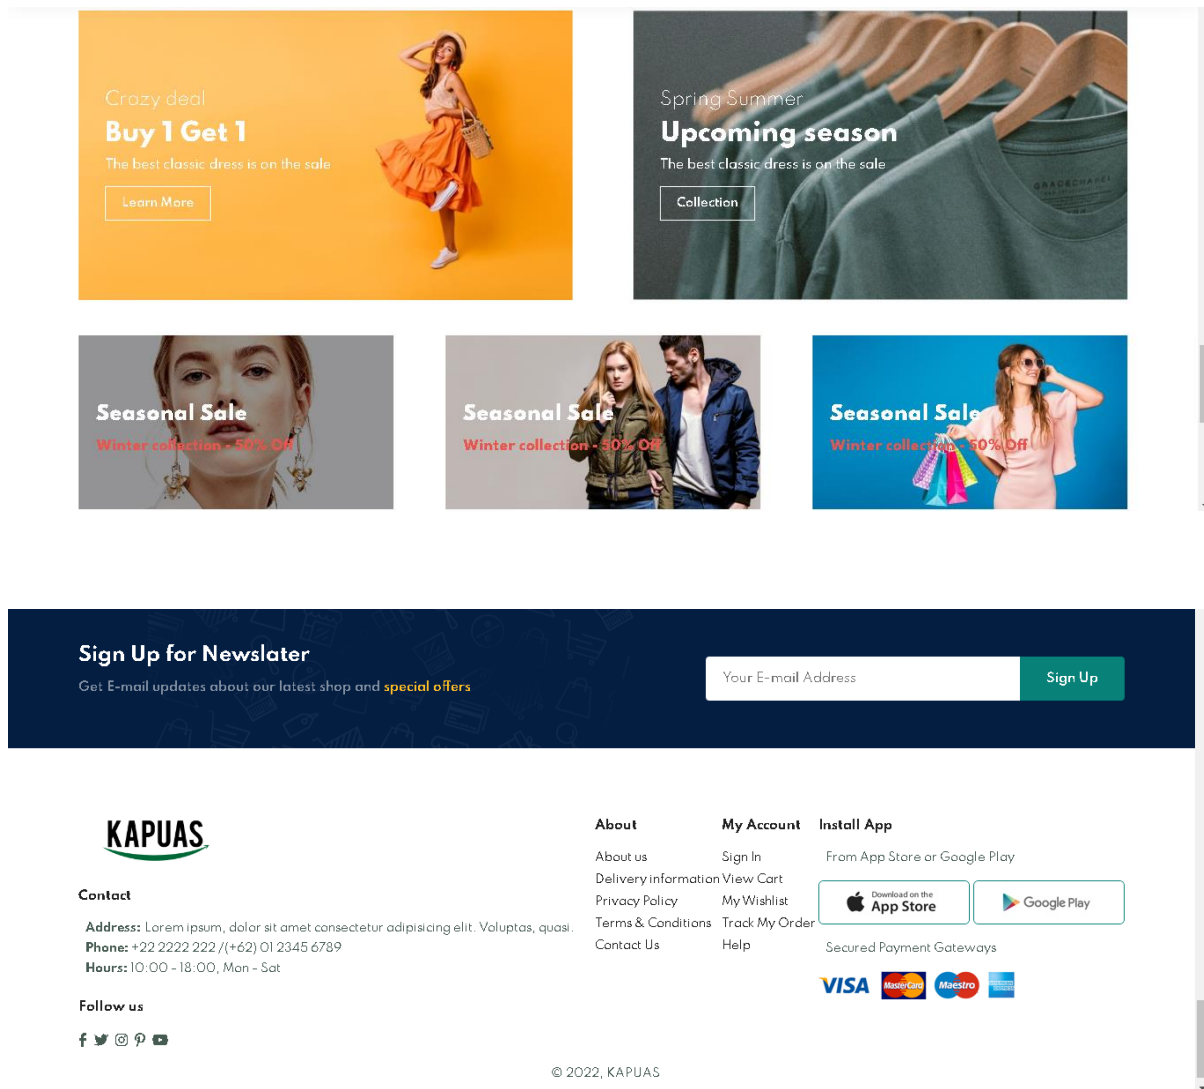 Crazy deal
Buy 1 Get 1
The best classic dress is on the sale
Learn More
Spring Summer
Upcoming season
The best classic dress is on the sale
Collection
GRACECHANEL
Seasonal Sale
Winter collection - 50% Off
Seasonal Sale
Winter collection - 50% Off
Seasonal Sale
Winter collection - 50% Off
Sign Up for Newslater
Get E-mail updates about our latest shop and special offers
Your E-mail Address
Sign Up
KAPUAS
Contact
Address: Lorem ipsum, dolor sit amet consectetur adipisicing elit. Voluptas, quasi.
Phone: +22 2222 222 /(+62) 01 2345 6789
Hours: 10:00 - 18:00, Mon - Sat
Follow us
About
About us
Delivery information
Privacy Policy
Terms & Conditions
Contact Us
My Account
Sign In
View Cart
My Wishlist
Track My Order
Help
Install App
From App Store or Google Play
Download on the
App Store
Google Play
Secured Payment Gateways
VISA MasterCard Maestro
© 2022, KAPUAS